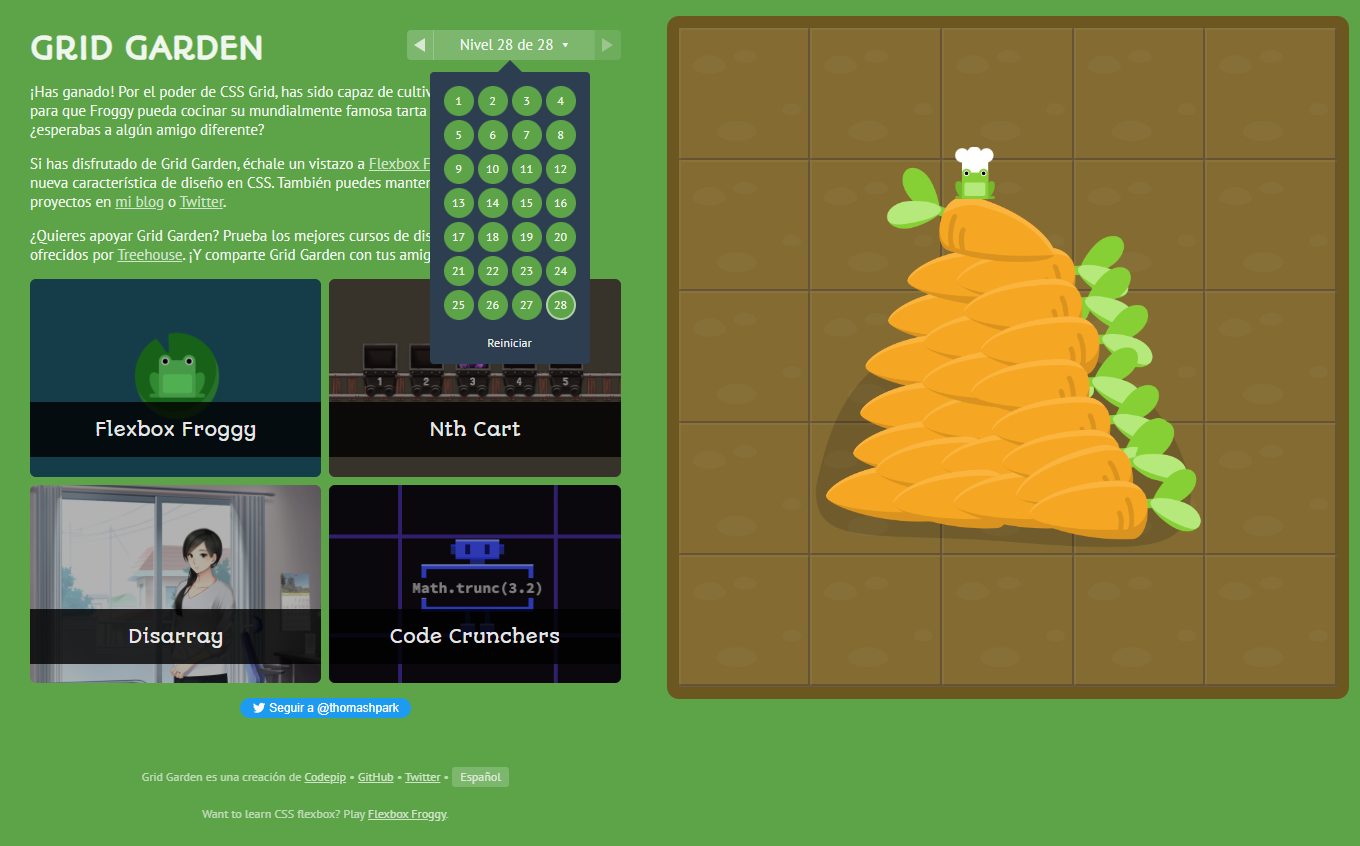 GRID GARDEN
Nivel 28 de 28
¡Has ganado! Por el poder de CSS Grid, has sido capaz de
para que Froggy pueda cocinar su mundialmente famosa tarta
¿esperabas a algún amigo diferente?
Si has disfrutado de Grid Garden, échale un vistazo a Flexbox
nueva característica de diseño en CSS. También puedes
proyectos en mi blog o Twitter.
¿Quieres apoyar Grid Garden? Prueba los mejores cursos de
ofrecidos por Treehouse. ¡Y comparte Grid Garden con tus
1 2 3 4
5 6 7 8
9 10 11 12
13 14 15 16
17 18 19 20
21 22 23 24
25 26 27 28
Reiniciar
Flexbox Froggy
1 2 3 4 5
Nth Cart
Disarray
Math.trunc(3.2)
Code Crunchers
Seguir a @thomashpark
Grid Garden es una creación de Codepip • GitHub • Twitter • Español
Want to learn CSS flexbox? Play Flexbox Froggy.